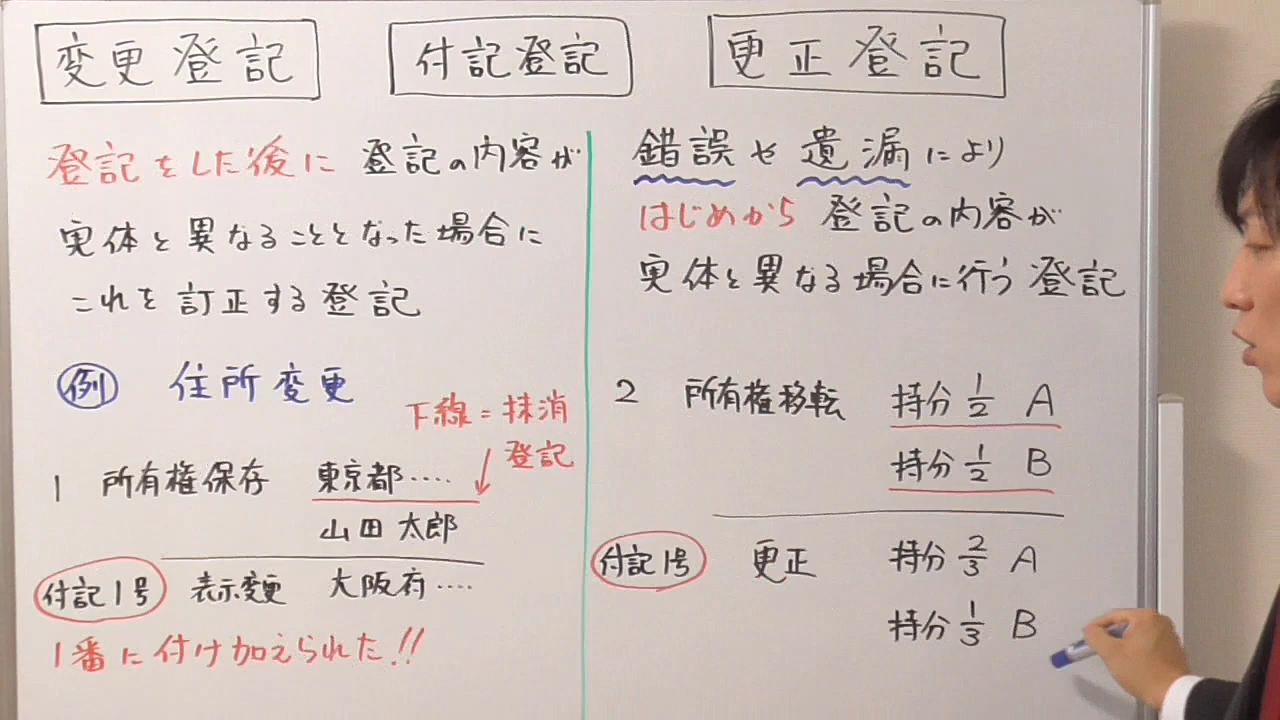 変更登記
付記登記
更正登記
登記をした後に 登記の内容が
実体と異なることとなった場合に
これを訂正する登記
例 住所変更
下線=抹消
登記
1 所有権保存 東京都‥‥
山田太郎
付記1号 表示変更 大阪府‥‥
1番に付け加えられた!!
錯誤や遺漏により
はじめから 登記の内容が
実体と異なる場合に行う登記
2 所有権移転 持分 1/2 A
持分 1/2 B
付記1号 更正 持分 2/3 A
持分 1/3 B